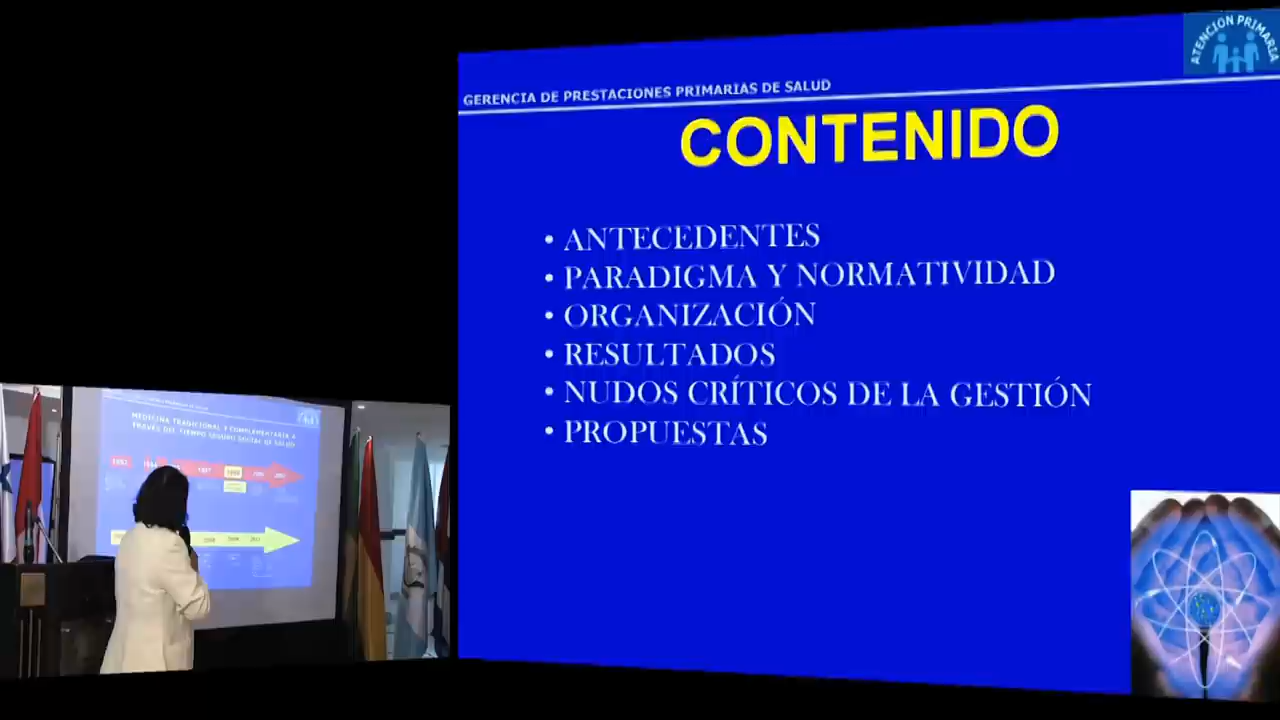 ATENCION PRIMARIA
GERENCIA DE PRESTACIONES PRIMARIAS DE SALUD
CONTENIDO
• ANTECEDENTES
• PARADIGMA Y NORMATIVIDAD
• ORGANIZACIÓN
• RESULTADOS
• NUDOS CRÍTICOS DE LA GESTIÓN
• PROPUESTAS
MEDICINA TRADICIONAL Y COMPLEMENTARIA A
TRAVÉS DEL TIEMPO SEGURO SOCIAL DE SALUD